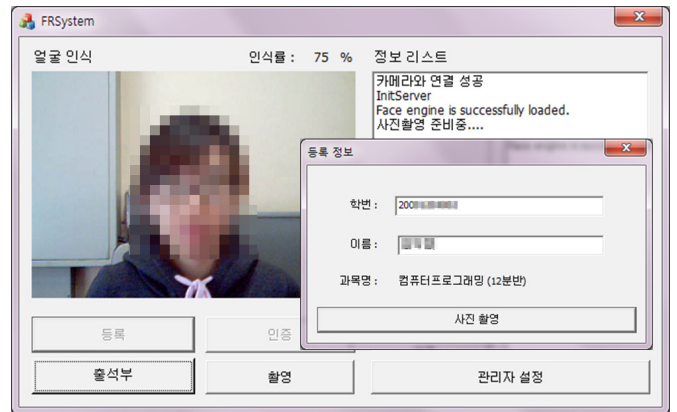 FRSystem
얼굴 인식
인식률 : 75 %
정보 리스트
카메라와 연결 성공
InitServer
Face engine is successfully loaded.
사진촬영 준비중....
등록 정보
학번 : 200
이름 :
과목명 : 컴퓨터프로그래밍 (12분반)
사진 촬영
등록
인증
출석부
촬영
관리자 설정